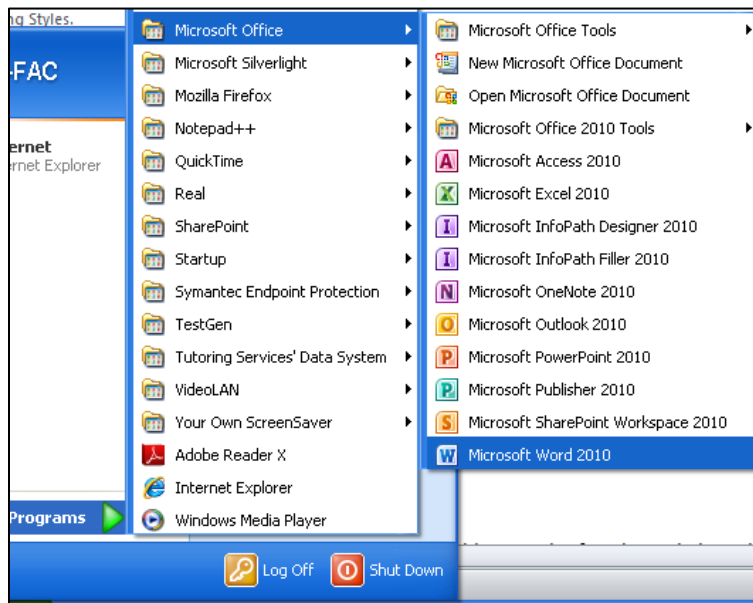 ng Styles.
-FAC
ernet
rnet Explorer
Programs
Microsoft Office
Microsoft Silverlight
Mozilla Firefox
Notepad++
QuickTime
Real
SharePoint
Startup
Symantec Endpoint Protection
TestGen
Tutoring Services' Data System
VideoLAN
Your Own ScreenSaver
Adobe Reader X
Internet Explorer
Windows Media Player
Microsoft Office Tools
New Microsoft Office Document
Open Microsoft Office Document
Microsoft Office 2010 Tools
Microsoft Access 2010
Microsoft Excel 2010
Microsoft InfoPath Designer 2010
Microsoft InfoPath Filler 2010
Microsoft OneNote 2010
Microsoft Outlook 2010
Microsoft PowerPoint 2010
Microsoft Publisher 2010
Microsoft SharePoint Workspace 2010
Microsoft Word 2010
Log Off
Shut Down